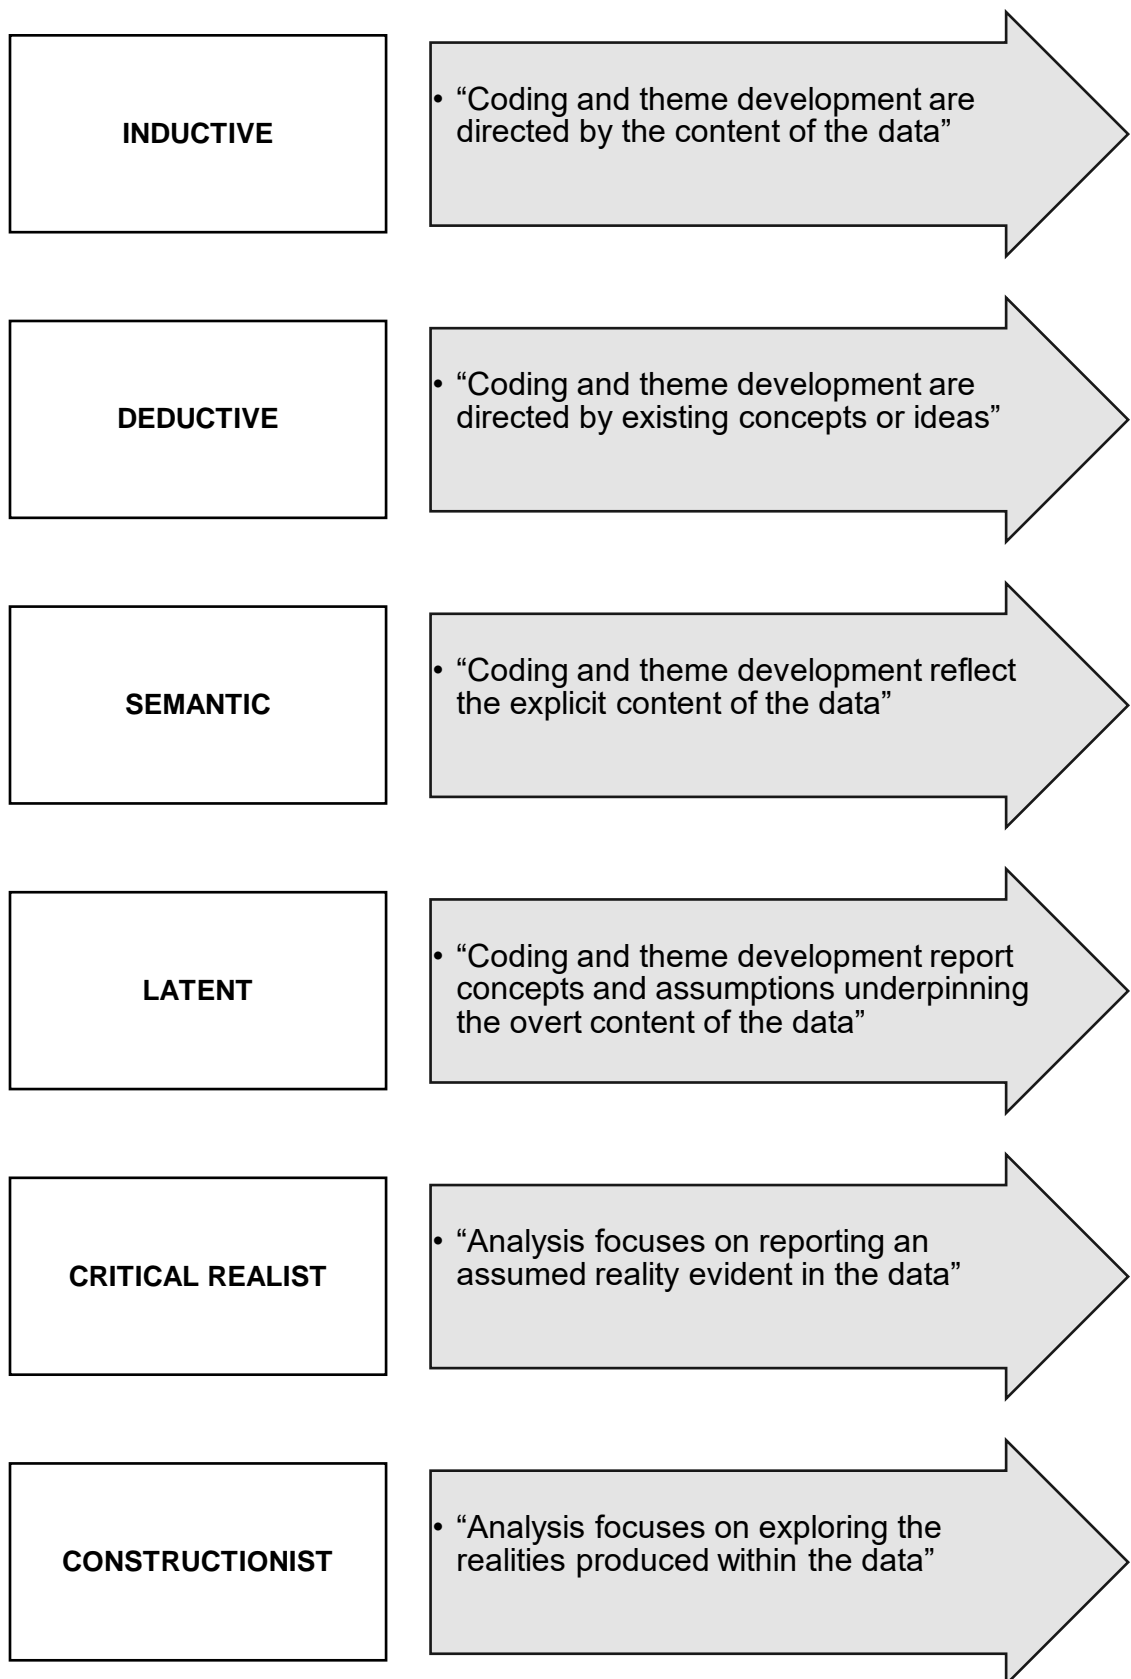 INDUCTIVE
• “Coding and theme development are
directed by the content of the data”
DEDUCTIVE
• “Coding and theme development are
directed by existing concepts or ideas”
SEMANTIC
• “Coding and theme development reflect
the explicit content of the data”
LATENT
• “Coding and theme development report
concepts and assumptions underpinning
the overt content of the data”
CRITICAL REALIST
• “Analysis focuses on reporting an
assumed reality evident in the data”
CONSTRUCTIONIST
• “Analysis focuses on exploring the
realities produced within the data”